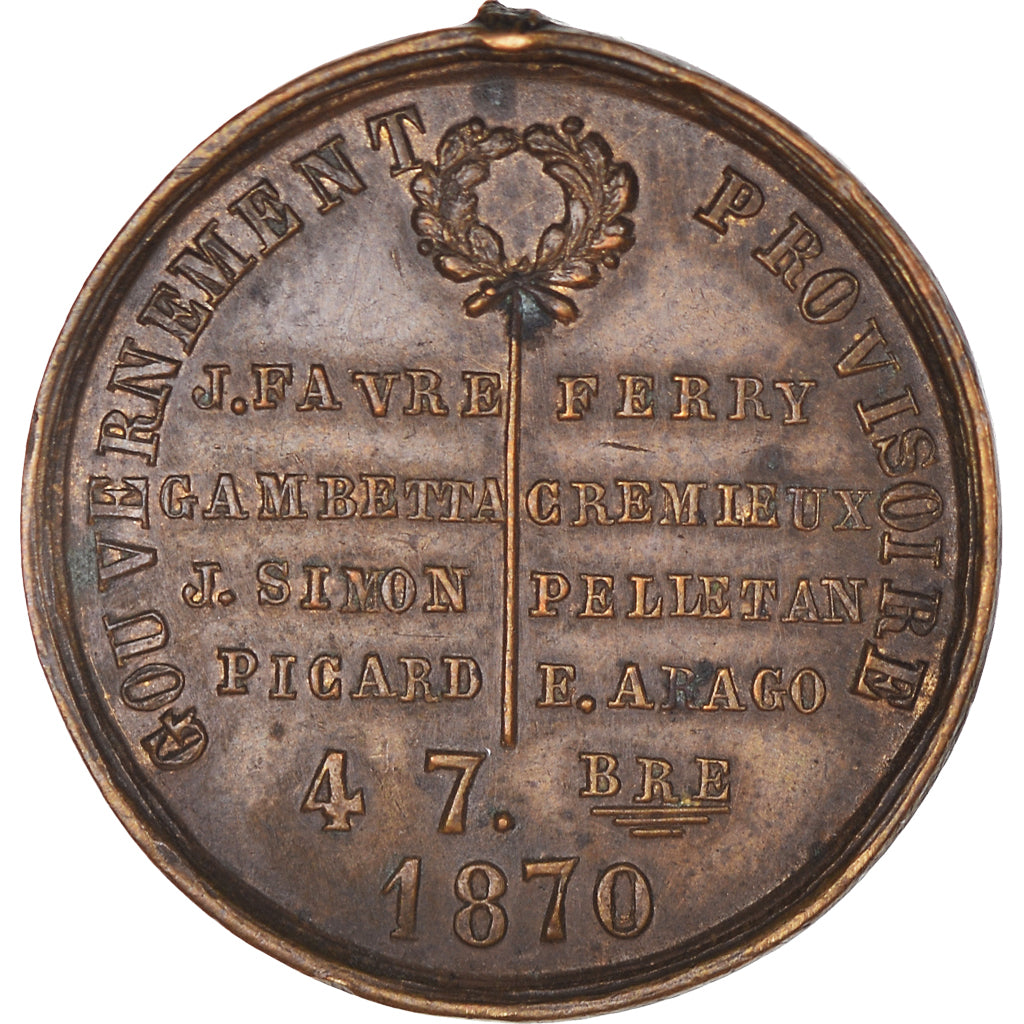 GOUVERNEMENT PROVISOIRE
J. FAVRE FERRY
GAMBETTA CREMIEUX
J. SIMON PELLETAN
PICARD E. ARAGO
4 7. BRE
1870